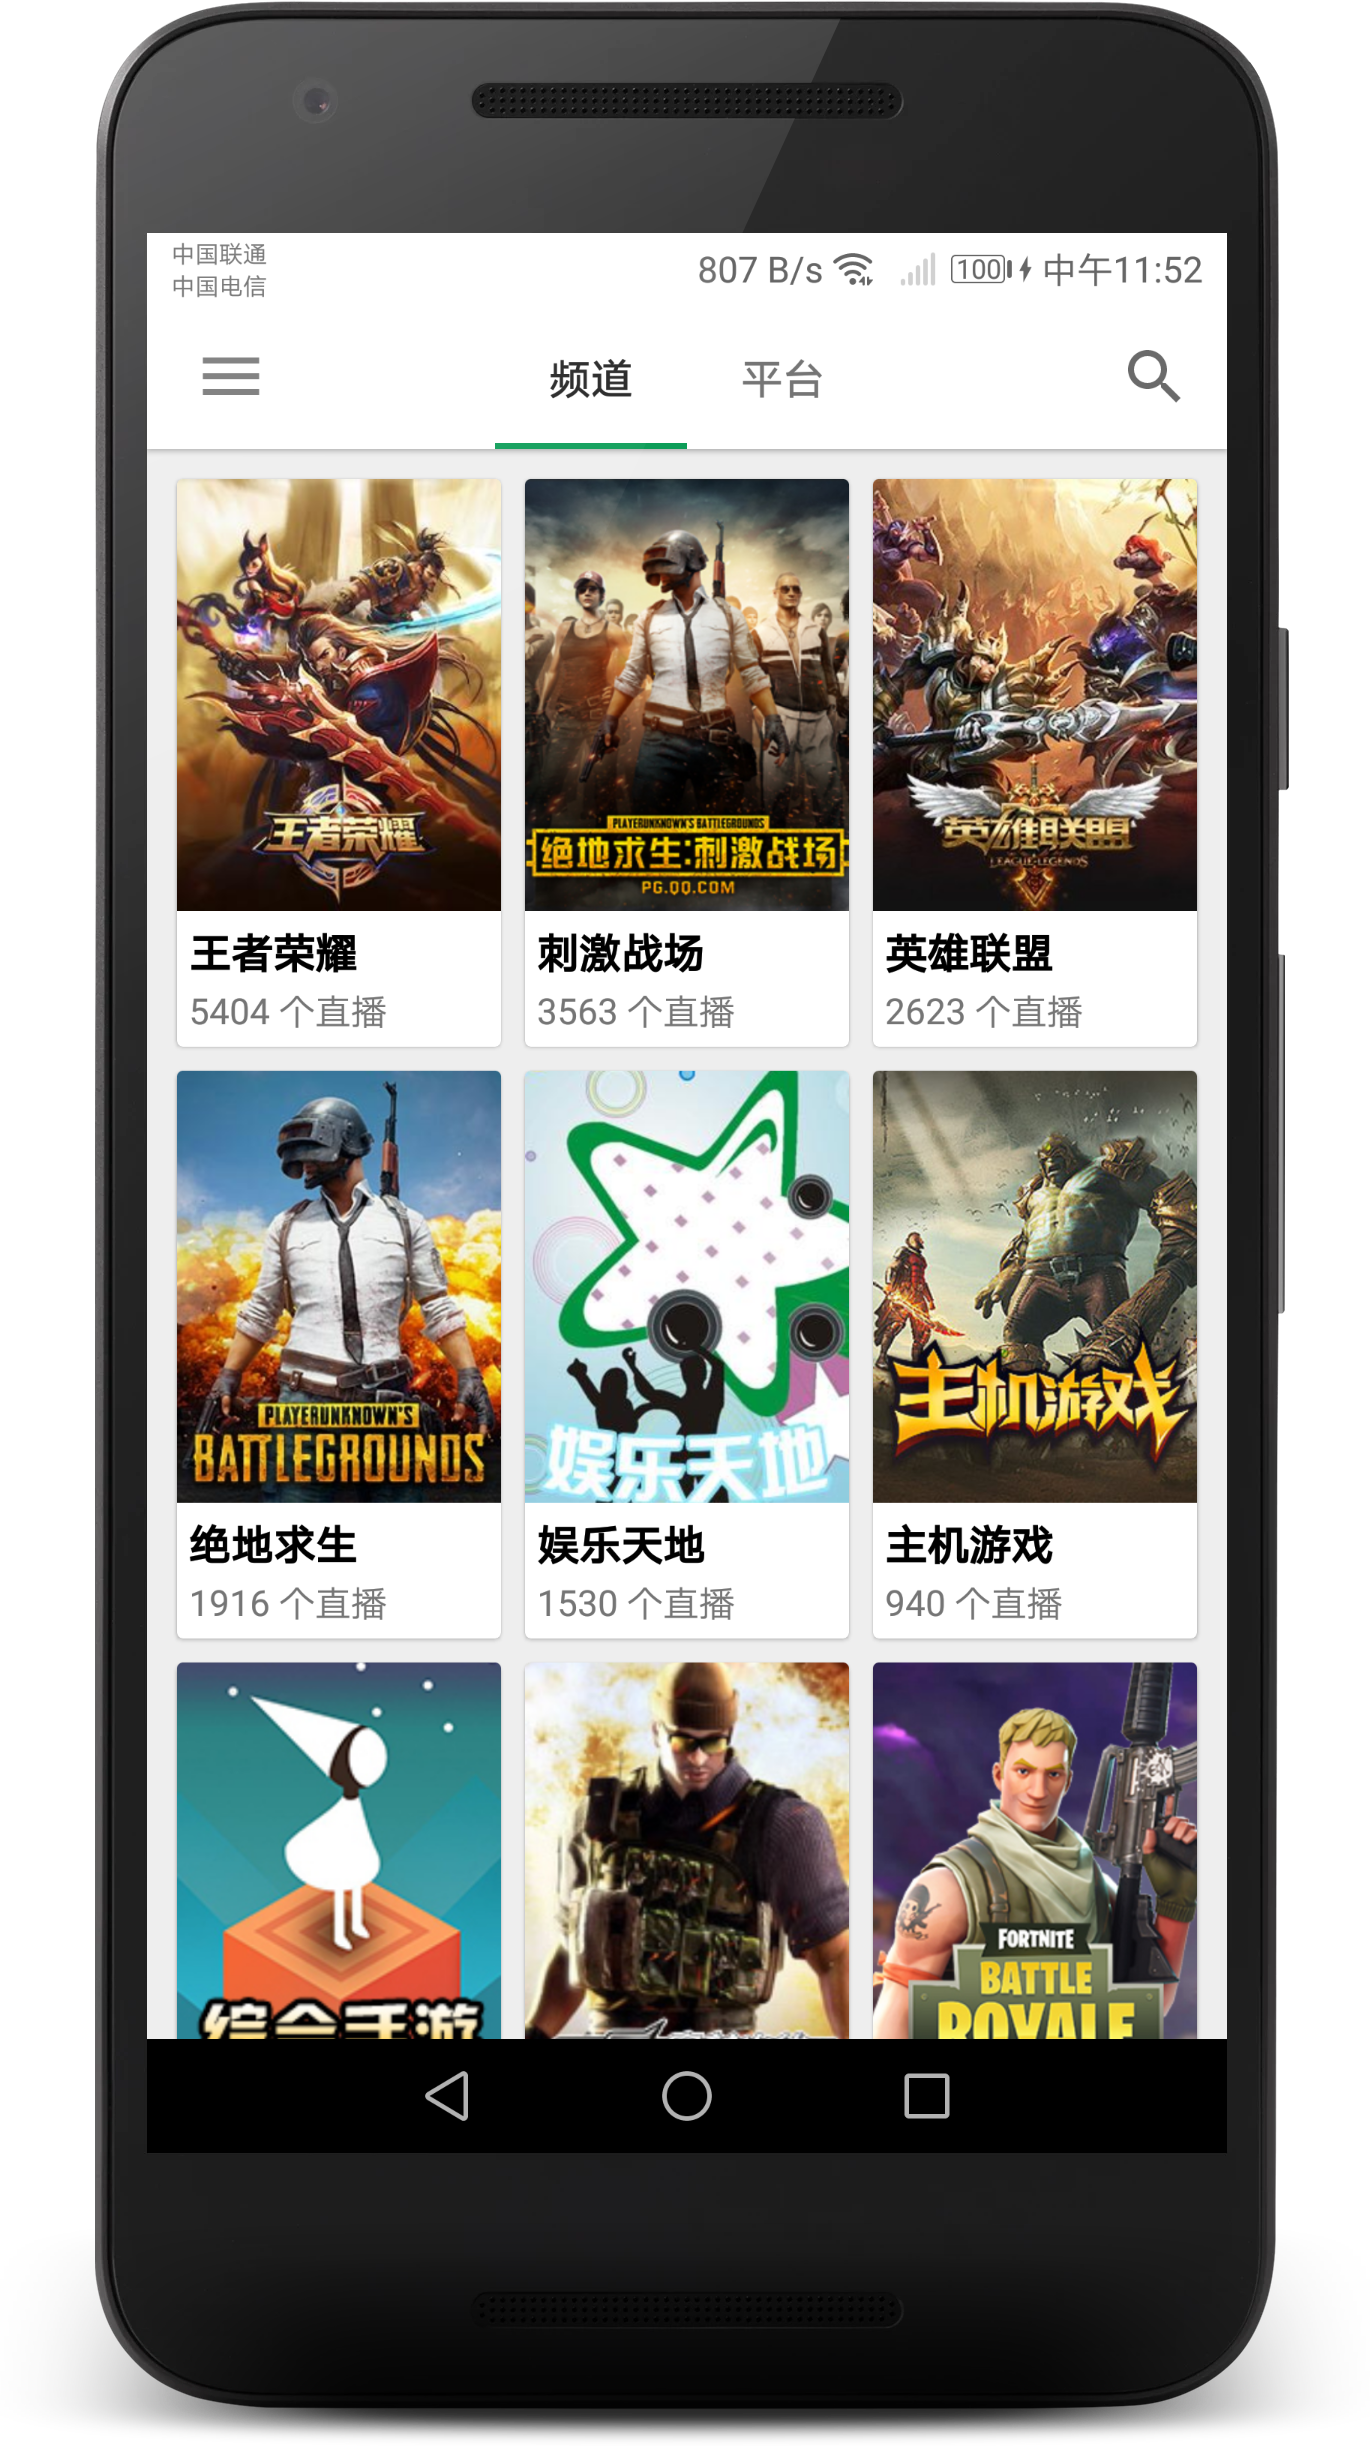 中国联通
中国电信
807 B/s 100 中午11:52
频道 平台
王者荣耀
PLAYERUNKNOWN'S BATTLEGROUNDS
绝地求生:刺激战场
PG.QQ.COM
英雄联盟
LEAGUE OF LEGENDS
王者荣耀 刺激战场 英雄联盟
5404 个直播 3563 个直播 2623 个直播
PLAYERUNKNOWN'S
BATTLEGROUNDS
娱乐天地
主机游戏
绝地求生 娱乐天地 主机游戏
1916 个直播 1530 个直播 940 个直播
综合手游
FORTNITE
BATTLE
ROYALE